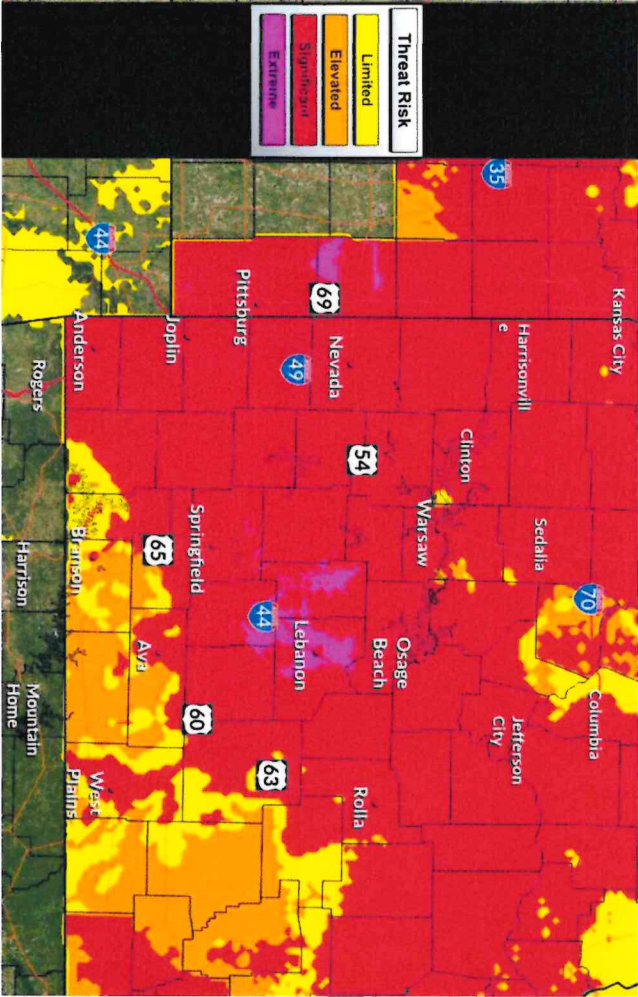 Threat Risk
Limited
Elevated
Significant
Extreme
Kansas City
35
Harrisonvill
e
Clinton
Sedalia
70
Columbia
Jefferson
City
Warsaw
Osage
Beach
54
69
Nevada
49
Pittsburg
Joplin
44
Anderson
Rogers
Springfield
65
44
Lebanon
Rolla
63
60
Ava
Branson
Harrison
West
Plains
Mountain
Home